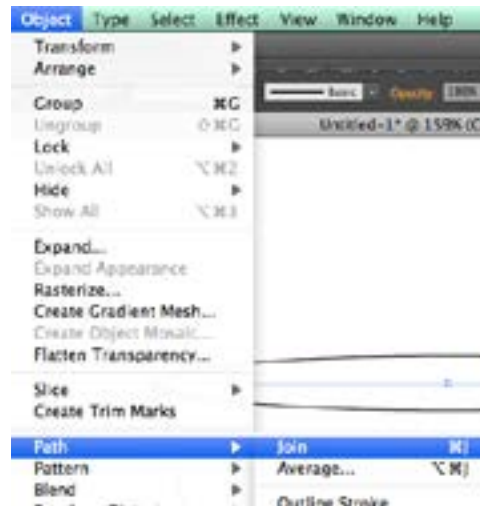 Object Type Select Effect View Window Help
Transform
Arrange
Basic Opacity 100%
Group ⌘G
Untitled-1* @ 159% (C
Ungroup ⇧⌘G
Lock
Unlock All ⌥⌘2
Hide
Show All ⌥⌘3
Expand...
Expand Appearance
Rasterize...
Create Gradient Mesh...
Create Object Mosaic...
Flatten Transparency...
Slice
Create Trim Marks
Path
Join ⌘J
Pattern
Average... ⌥⌘J
Blend
Outline Stroke